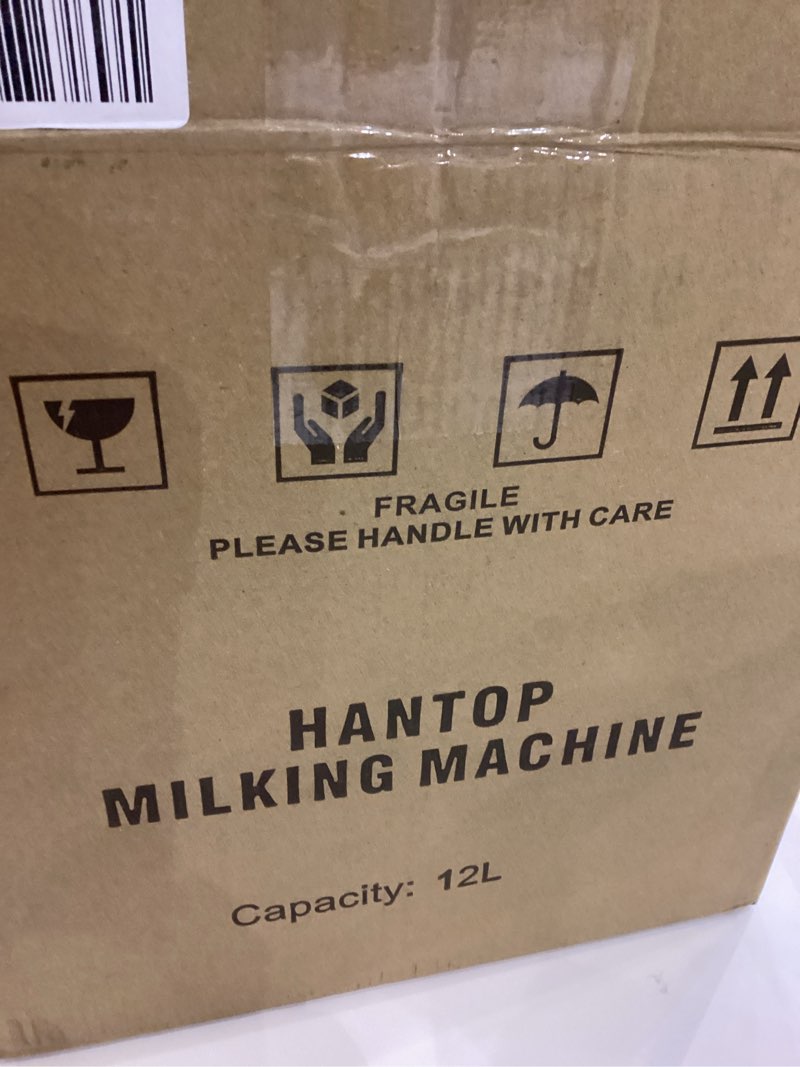 FRAGILE
PLEASE HANDLE WITH CARE
HANTOP
MILKING MACHINE
Capacity: 12L